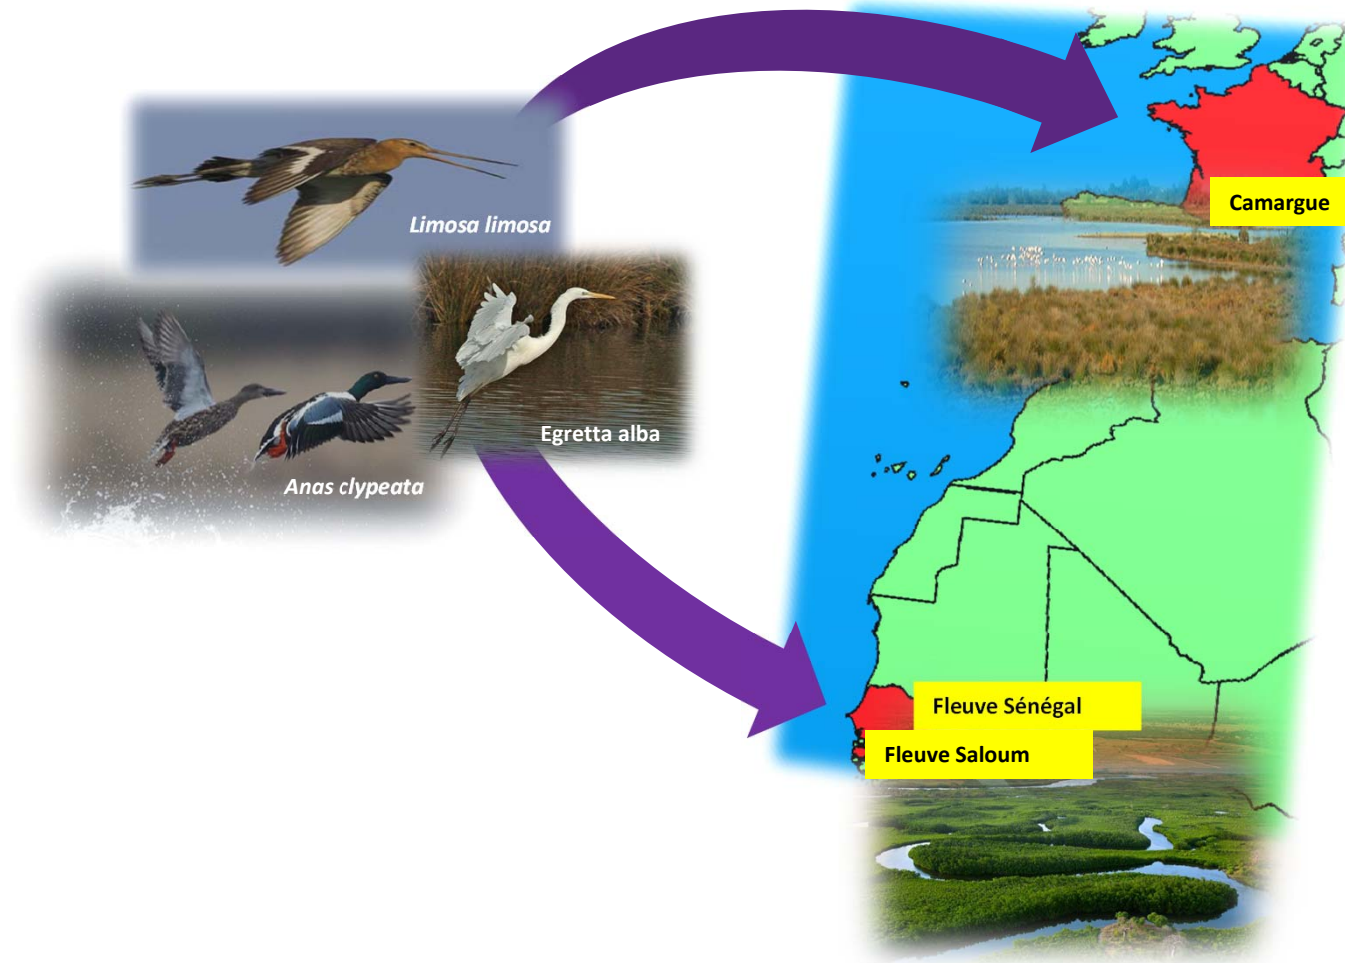 Limosa limosa
Egretta alba
Anas clypeata
Camargue
Fleuve Sénégal
Fleuve Saloum